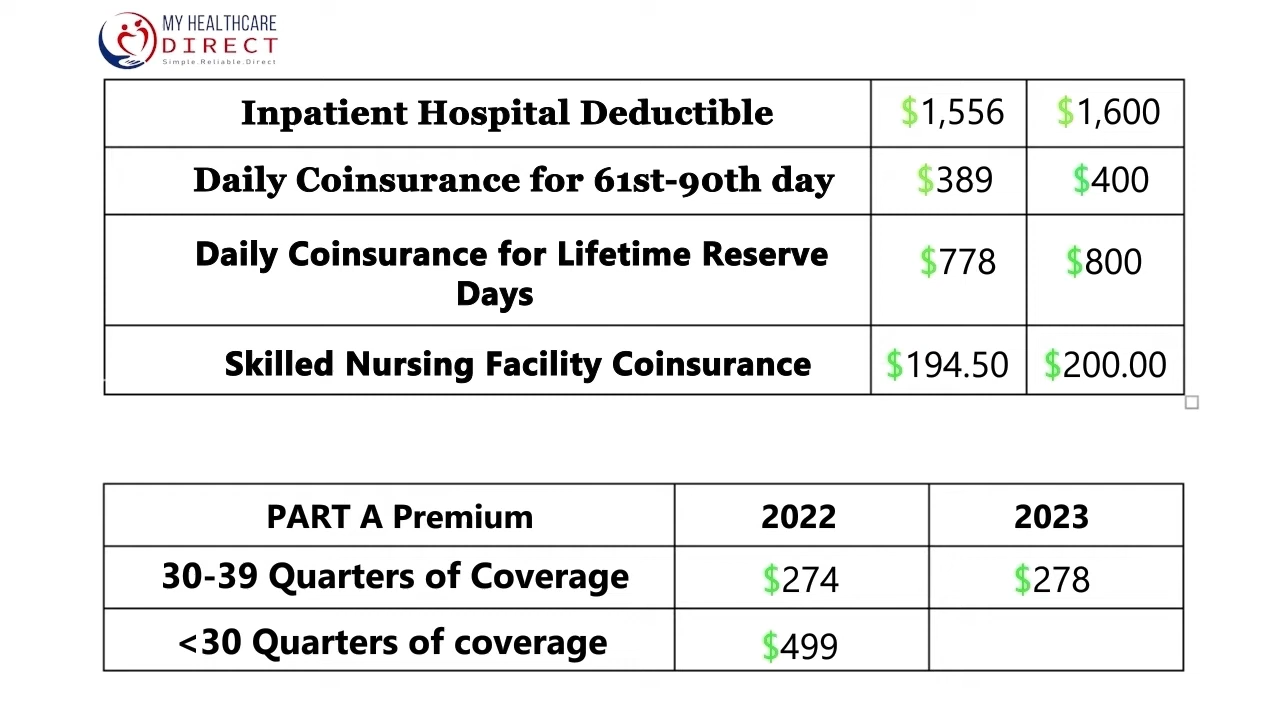 MY HEALTHCARE
DIRECT
Simple.Reliable.Direct
Inpatient Hospital Deductible $1,556 $1,600
Daily Coinsurance for 61st-90th day $389 $400
Daily Coinsurance for Lifetime Reserve
Days $778 $800
Skilled Nursing Facility Coinsurance $194.50 $200.00
PART A Premium 2022 2023
30-39 Quarters of Coverage $274 $278
<30 Quarters of coverage $499